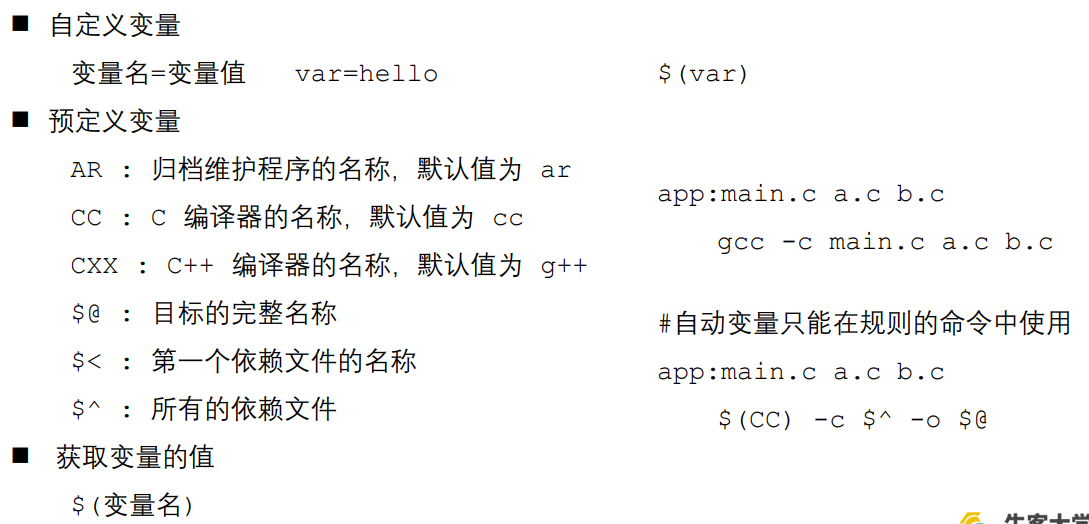 ■ 自定义变量
变量名=变量值 var=hello
■ 预定义变量
AR : 归档维护程序的名称, 默认值为 ar
CC : C 编译器的名称, 默认值为 cc
CXX : C++ 编译器的名称, 默认值为 g++
$@ : 目标的完整名称
$< : 第一个依赖文件的名称
$^ : 所有的依赖文件
■ 获取变量的值
$(变量名)
$(var)
app:main.c a.c b.c
gcc -c main.c a.c b.c
#自动变量只能在规则的命令中使用
app:main.c a.c b.c
$(CC) -c $^ -o $@